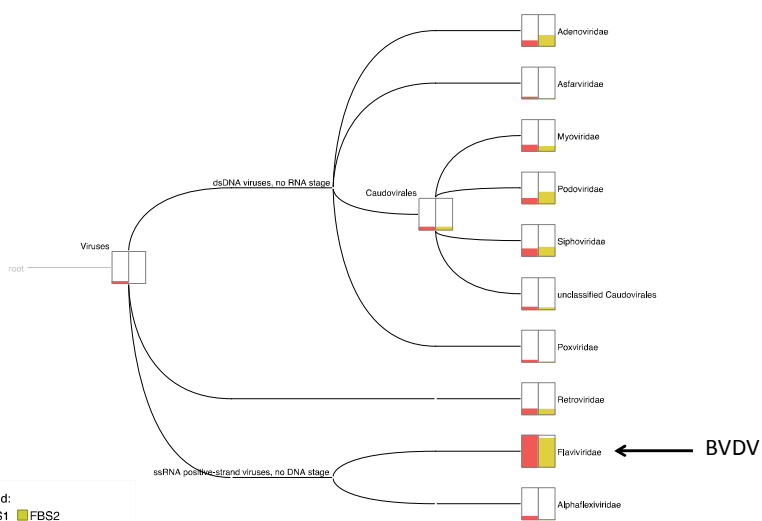 Adenoviridae
Asfarviridae
Myoviridae
dsDNA viruses, no RNA stage
Caudovirales
Podoviridae
Viruses
Siphoviridae
root
unclassified Caudovirales
Poxviridae
Retroviridae
Flaviviridae
BVDV
ssRNA positive-strand viruses, no DNA stage
Alphaflexiviridae
d:
S1 FBS2